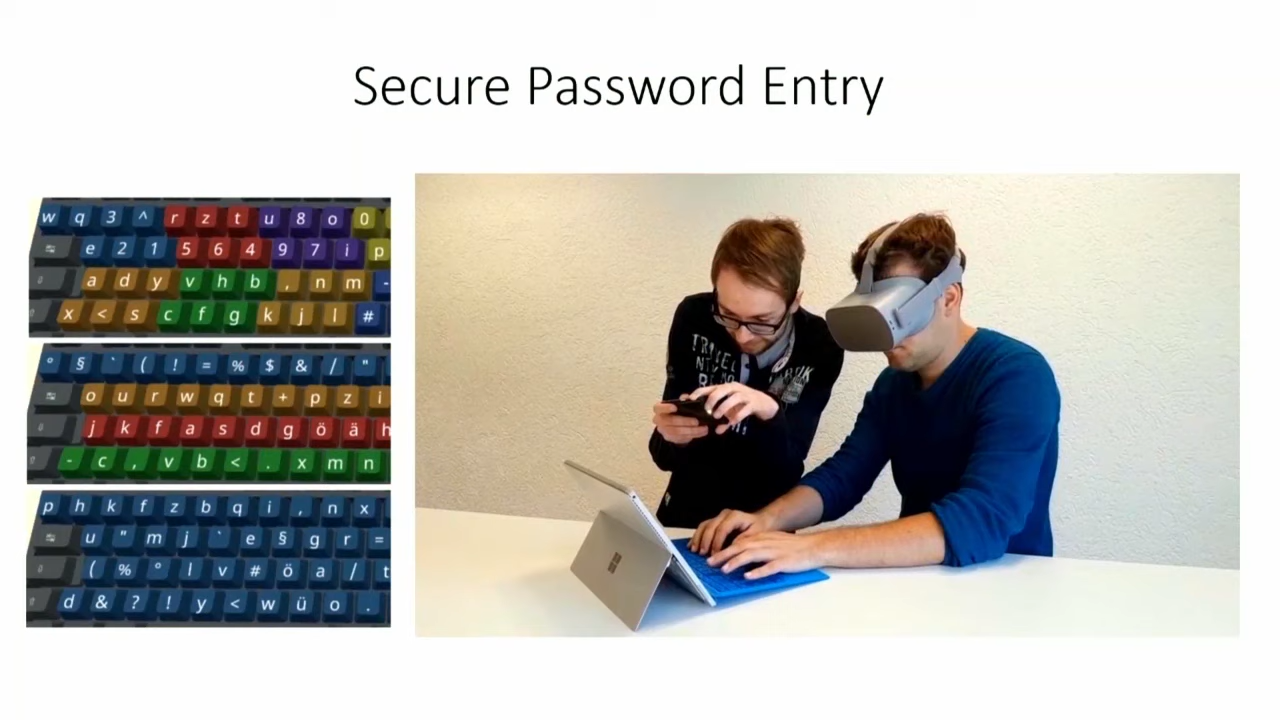 Secure Password Entry
w q 3 ^ r z t u 8 o 0
e 2 1 5 6 4 9 7 i p
a d y v h b , n m -
x < s c f g k j l #
° § ` ( ! = % $ & / "
o u r w q t + p z i
j k f a s d g ö ä h
- c , v b < . x m n
p h k f z b q i , n x
u " m j ` e § g r =
( % ° l v # ö a / t
d & ? ! y < w ü o .